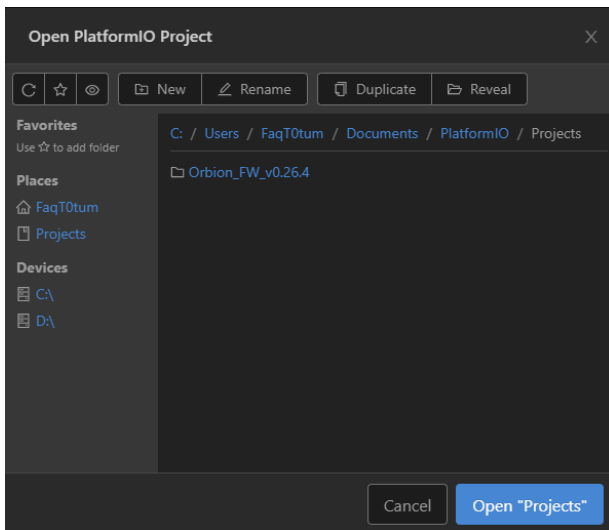 Open PlatformIO Project X
New Rename Duplicate Reveal
Favorites
Use ☆ to add folder
Places
FaqT0tum
Projects
Devices
C:\
D:\
C: / Users / FaqT0tum / Documents / PlatformIO / Projects
Orbion_FW_v0.26.4
Cancel Open "Projects"